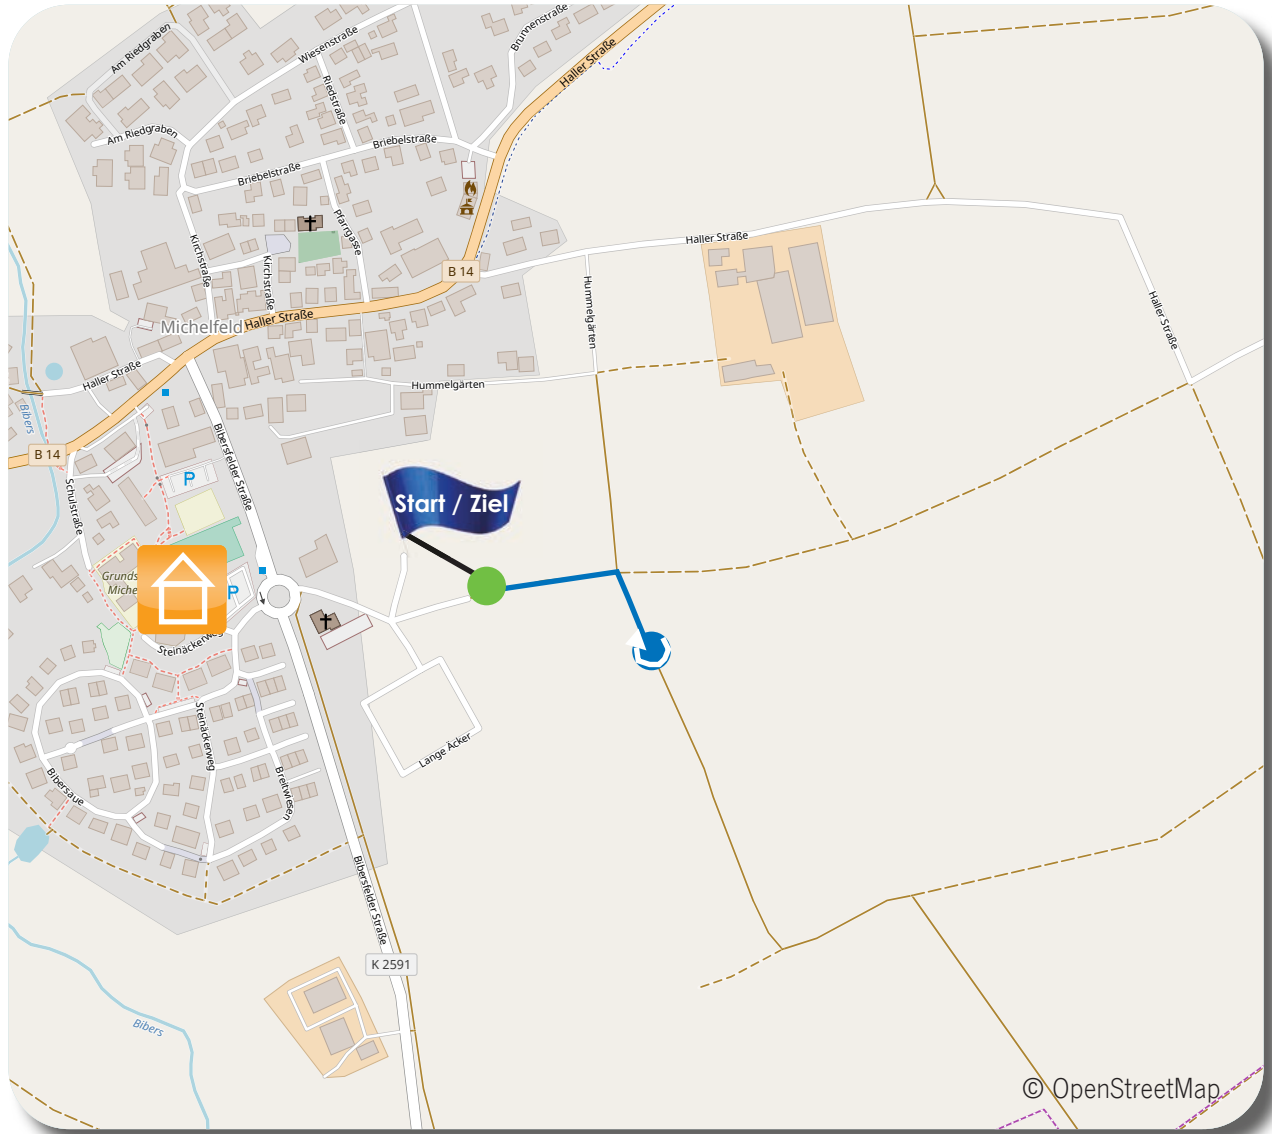 Am Riedgraben
Wiesenstraße
Brunnenstraße
Haller Straße
Riedstraße
Am Riedgraben
Briebelstraße
Briebelstraße
Pfarrgasse
Kirchstraße
Kirchstraße
Haller Straße
B 14
Hummelgärten
Haller Straße
Michelfeld
Haller Straße
Haller Straße
Hummelgärten
Bibers
B 14
Bibersfelder Straße
P
Schulstraße
Start / Ziel
Grunds
Miche
P
Steinäckerweg
Steinäckerweg
Lange Äcker
Bibersaue
Breitwiesen
Bibersfelder Straße
K 2591
Bibers
© OpenStreetMap